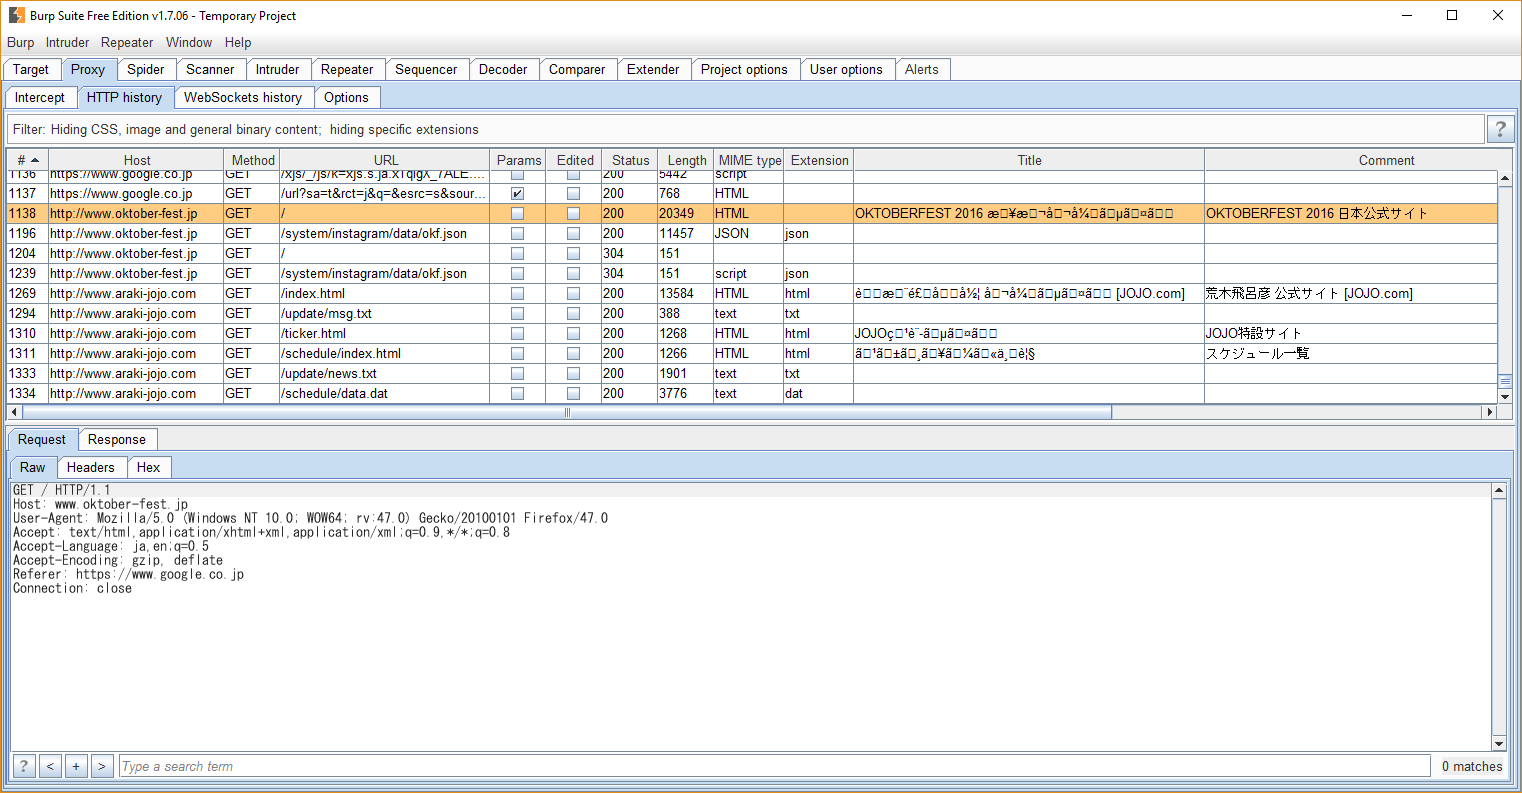 Burp Suite Free Edition v1.7.06 - Temporary Project
Burp Intruder Repeater Window Help
Target Proxy Spider Scanner Intruder Repeater Sequencer Decoder Comparer Extender Project options User options Alerts
Intercept HTTP history WebSockets history Options
Filter: Hiding CSS, image and general binary content; hiding specific extensions ?
# Host Method URL Params Edited Status Length MIME type Extension Title Comment
1136 https://www.google.co.jp GET 200 5442 script
1137 https://www.google.co.jp GET /url?sa=t&rct=j&q=&esrc=s&sour... 200 768 HTML
1138 http://www.oktober-fest.jp GET / 200 20349 HTML OKTOBERFEST 2016 OKTOBERFEST 2016 日本公式サイト
1196 http://www.oktober-fest.jp GET /system/instagram/data/okf.json 200 11457 JSON json
1204 http://www.oktober-fest.jp GET / 304 151
1239 http://www.oktober-fest.jp GET /system/instagram/data/okf.json 304 151 script json
1269 http://www.araki-jojo.com GET /index.html 200 13584 HTML html [JOJO.com] 荒木飛呂彦 公式サイト [JOJO.com]
1294 http://www.araki-jojo.com GET /update/msg.txt 200 388 text txt
1310 http://www.araki-jojo.com GET /ticker.html 200 1268 HTML html JOJO特設サイト
1311 http://www.araki-jojo.com GET /schedule/index.html 200 1266 HTML html スケジュール一覧
1333 http://www.araki-jojo.com GET /update/news.txt 200 1901 text txt
1334 http://www.araki-jojo.com GET /schedule/data.dat 200 3776 text dat
Request Response
Raw Headers Hex
GET / HTTP/1.1
Host: www.oktober-fest.jp
User-Agent: Mozilla/5.0 (Windows NT 10.0; WOW64; rv:47.0) Gecko/20100101 Firefox/47.0
Accept: text/html,application/xhtml+xml,application/xml;q=0.9,*/*;q=0.8
Accept-Language: ja,en;q=0.5
Accept-Encoding: gzip, deflate
Referer: https://www.google.co.jp
Connection: close
? < + > Type a search term 0 matches